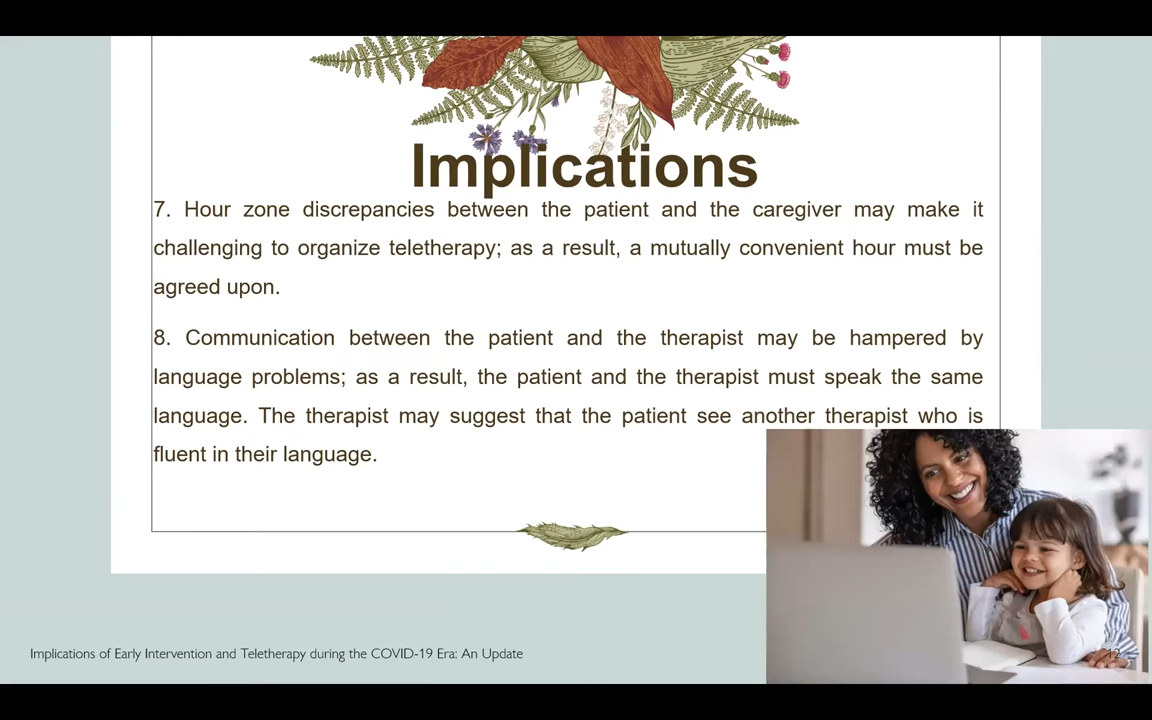 Implications
7. Hour zone discrepancies between the patient and the caregiver may make it
challenging to organize teletherapy; as a result, a mutually convenient hour must be
agreed upon.
8. Communication between the patient and the therapist may be hampered by
language problems; as a result, the patient and the therapist must speak the same
language. The therapist may suggest that the patient see another therapist who is
fluent in their language.
Implications of Early Intervention and Teletherapy during the COVID-19 Era: An Update
12